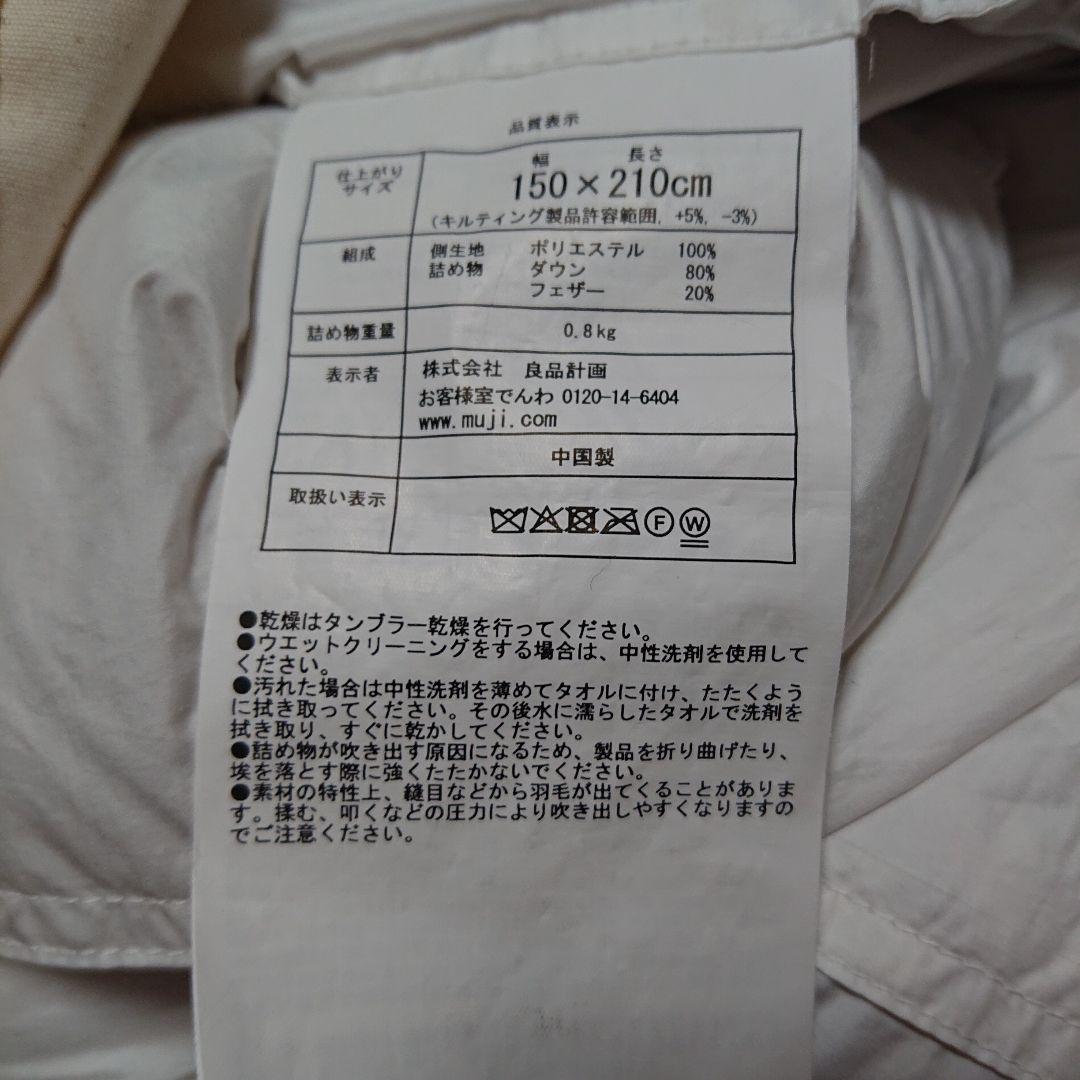 品質表示
仕上がり
サイズ
幅 長さ
150×210cm
(キルティング製品許容範囲, +5%, -3%)
組成
側生地 ポリエステル 100%
詰め物 ダウン 80%
フェザー 20%
詰め物重量 0.8kg
表示者 株式会社 良品計画
お客様室でんわ 0120-14-6404
www.muji.com
中国製
取扱い表示
F W
●乾燥はタンブラー乾燥を行ってください。
●ウエットクリーニングをする場合は、中性洗剤を使用して
ください。
●汚れた場合は中性洗剤を薄めてタオルに付け、たたくよう
に拭き取ってください。その後水に濡らしたタオルで洗剤を
拭き取り、すぐに乾かしてください。
●詰め物が吹き出す原因になるため、製品を折り曲げたり、
埃を落とす際に強くたたかないでください。
●素材の特性上、縫目などから羽毛が出てくることがありま
す。揉む、叩くなどの圧力により吹き出しやすくなりますの
でご注意ください。